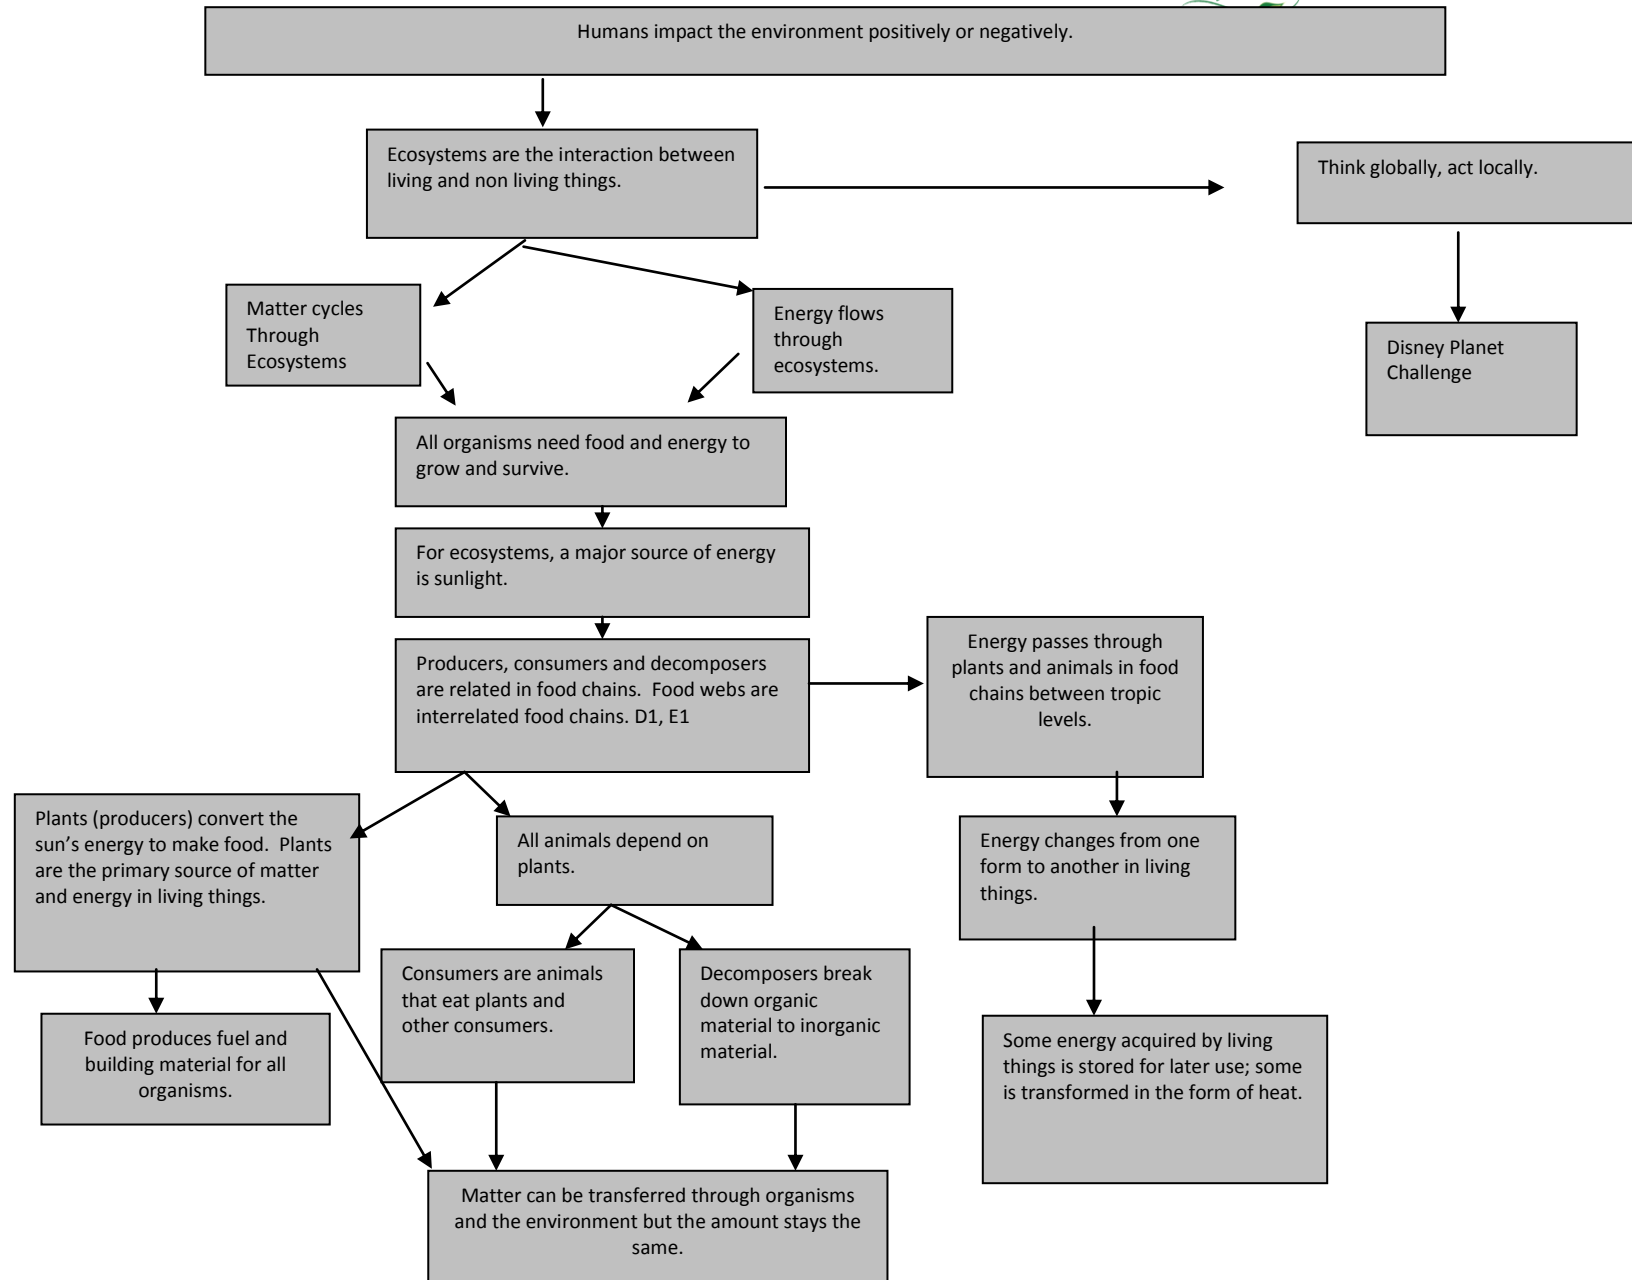 Humans impact the environment positively or negatively.
Ecosystems are the interaction between
living and non living things.
Think globally, act locally.
Matter cycles
Through
Ecosystems
Energy flows
through
ecosystems.
Disney Planet
Challenge
All organisms need food and energy to
grow and survive.
For ecosystems, a major source of energy
is sunlight.
Producers, consumers and decomposers
are related in food chains.  Food webs are
interrelated food chains. D1, E1
Energy passes through
plants and animals in food
chains between tropic
levels.
Plants (producers) convert the
sun’s energy to make food.  Plants
are the primary source of matter
and energy in living things.
All animals depend on
plants.
Energy changes from one
form to another in living
things.
Consumers are animals
that eat plants and
other consumers.
Decomposers break
down organic
material to inorganic
material.
Food produces fuel and
building material for all
organisms.
Some energy acquired by living
things is stored for later use; some
is transformed in the form of heat.
Matter can be transferred through organisms
and the environment but the amount stays the
same.